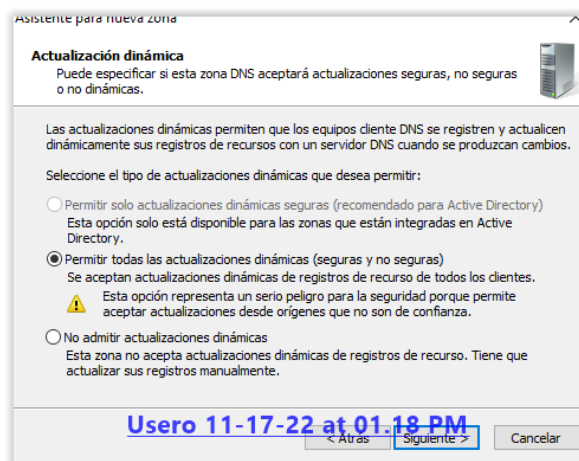 Asistente para nueva zona
Actualización dinámica
Puede especificar si esta zona DNS aceptará actualizaciones seguras, no seguras
o no dinámicas.
Las actualizaciones dinámicas permiten que los equipos cliente DNS se registren y actualicen
dinámicamente sus registros de recursos con un servidor DNS cuando se produzcan cambios.
Seleccione el tipo de actualizaciones dinámicas que desea permitir:
Permitir solo actualizaciones dinámicas seguras (recomendado para Active Directory)
Esta opción solo está disponible para las zonas que están integradas en Active
Directory.
Permitir todas las actualizaciones dinámicas (seguras y no seguras)
Se aceptan actualizaciones dinámicas de registros de recurso de todos los clientes.
Esta opción representa un serio peligro para la seguridad porque permite
aceptar actualizaciones desde orígenes que no son de confianza.
No admitir actualizaciones dinámicas
Esta zona no acepta actualizaciones dinámicas de registros de recurso. Tiene que
actualizar sus registros manualmente.
Usero 11-17-22 at 01.18 PM
< Atrás Siguiente > Cancelar